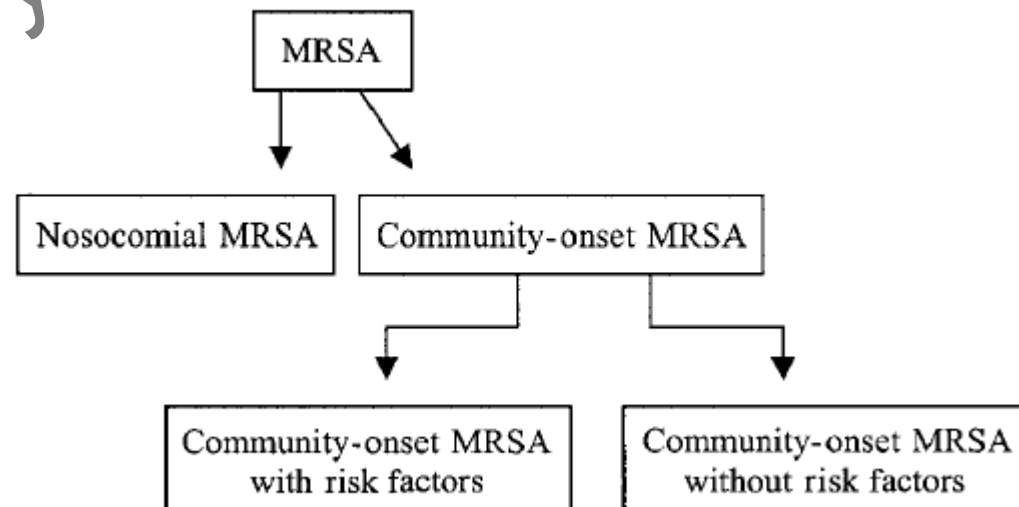 MRSA
Nosocomial MRSA
Community-onset MRSA
Community-onset MRSA
with risk factors
Community-onset MRSA
without risk factors